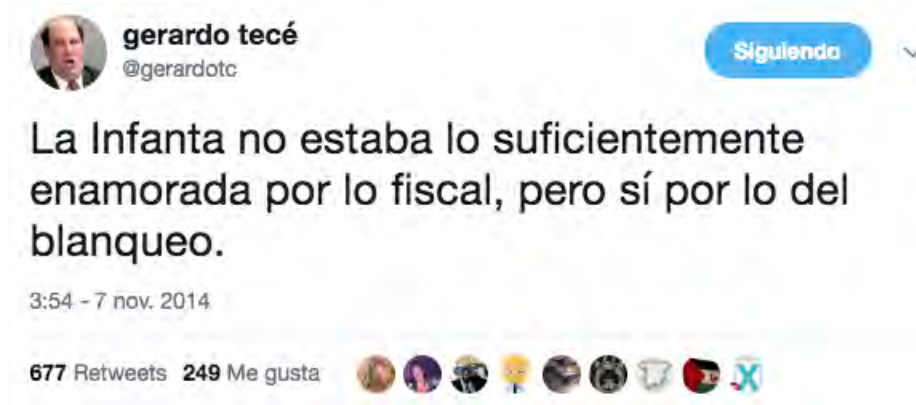 gerardo tecé
@gerardotc
Siguiendo
La Infanta no estaba lo suficientemente
enamorada por lo fiscal, pero sí por lo del
blanqueo.
3:54 - 7 nov. 2014
677 Retweets 249 Me gusta